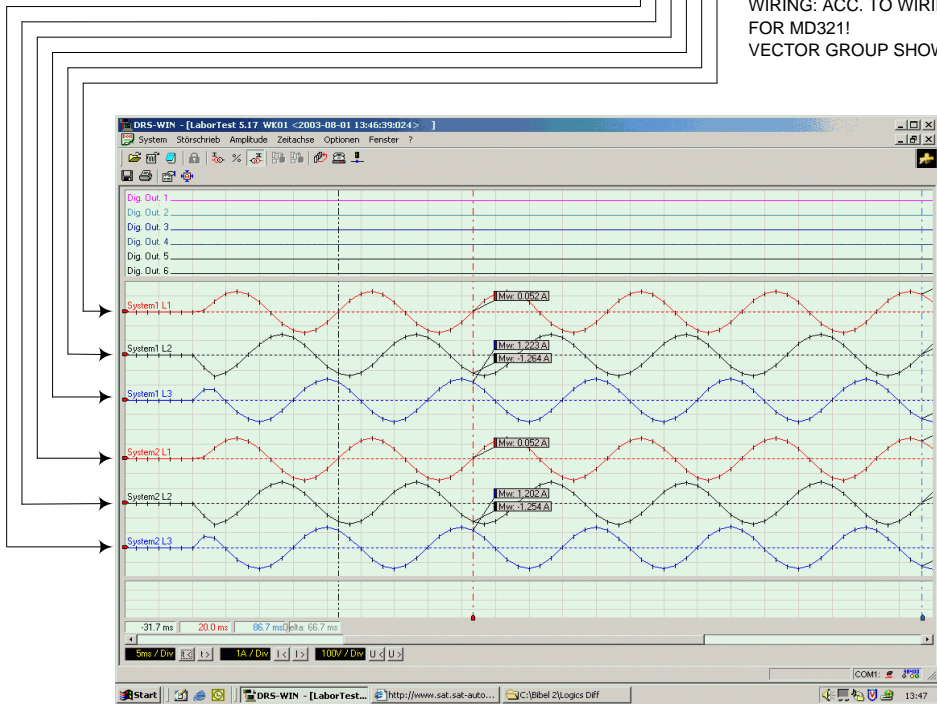 WIRING: ACC. TO WIRI
FOR MD321!
VECTOR GROUP SHOW
DRS-WIN - [LaborTest 5.17 WK01 <2003-08-01 13:46:39:024> ]
System Störschrieb Amplitude Zeitachse Optionen Fenster ?
Dig. Out. 1
Dig. Out. 2
Dig. Out. 3
Dig. Out. 4
Dig. Out. 5
Dig. Out. 6
System1 L1
Mw: 0.052 A
System1 L2
Mw: 1.223 A
Mw: -1.264 A
System1 L3
System2 L1
Mw: 0.052 A
System2 L2
Mw: 1.202 A
Mw: -1.254 A
System2 L3
-31.7 ms 20.0 ms 86.7 ms Delta: 66.7 ms
5ms / Div t< t> 1A / Div I< I> 100V / Div U< U>
COM1:
Start DRS-WIN - [LaborTest... http://www.sat.sat-auto... C:\Bibel 2\Logics Diff 13:47